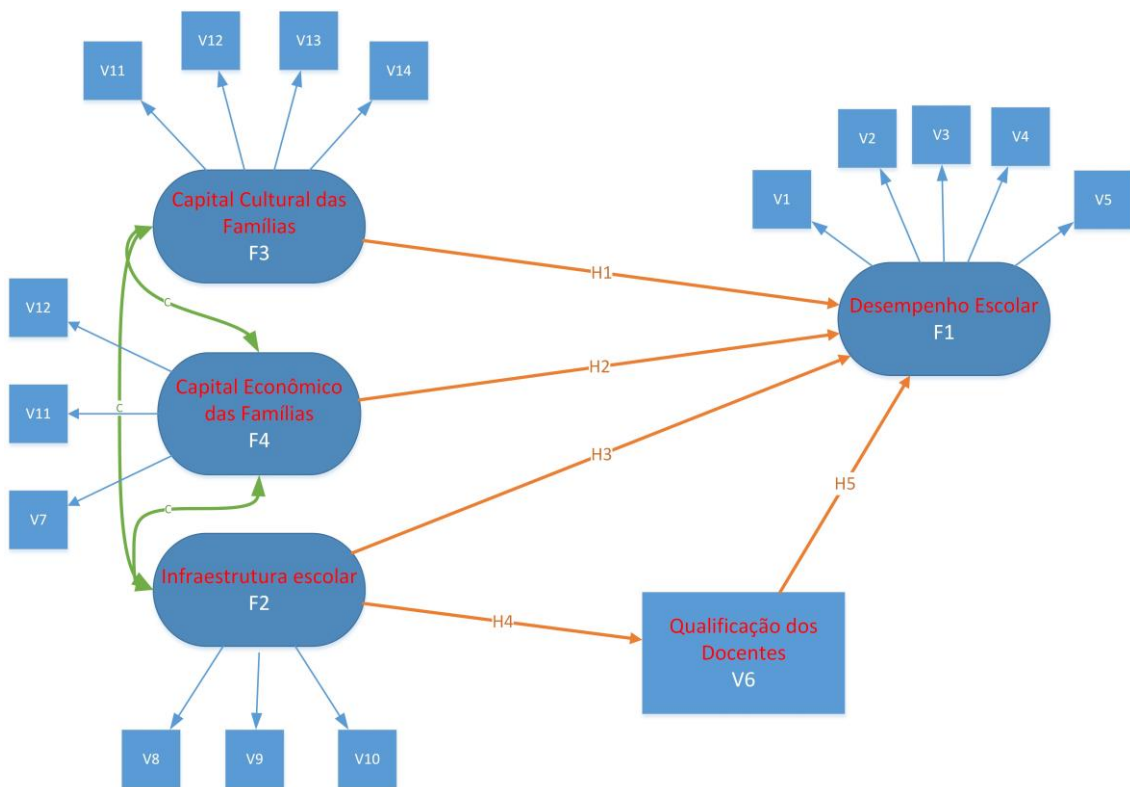 V11
V12
V13
V14
Capital Cultural das
Famílias
F3
V1
V2
V3
V4
V5
H1
Desempenho Escolar
F1
C
V12
V11
V7
C
Capital Econômico
das Famílias
F4
H2
H3
H5
C
Infraestrutura escolar
F2
H4
Qualificação dos
Docentes
V6
V8
V9
V10